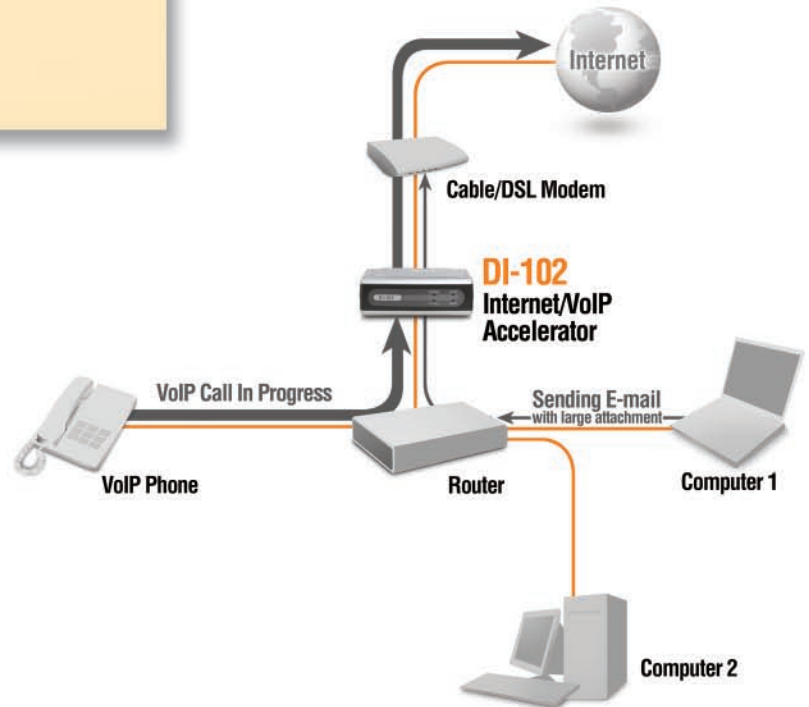 Internet
Cable/DSL Modem
DI-102
Internet/VoIP
Accelerator
VoIP Call In Progress
Sending E-mail
with large attachment
VoIP Phone
Router
Computer 1
Computer 2